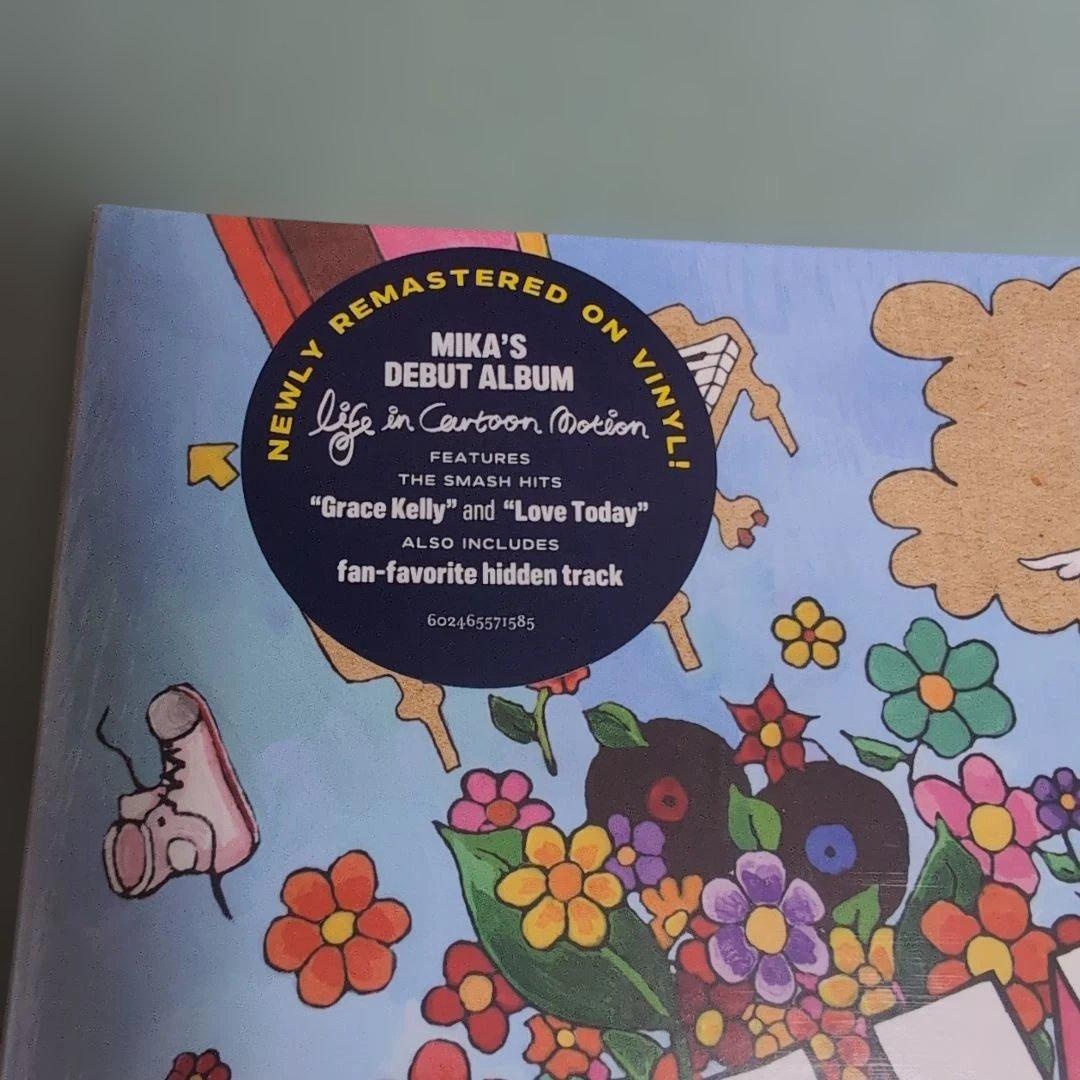 NEWLY REMASTERED ON VINYL!
MIKA'S
DEBUT ALBUM
life in Cartoon Motion
FEATURES
THE SMASH HITS
“Grace Kelly” and “Love Today”
ALSO INCLUDES
fan-favorite hidden track
602465571585